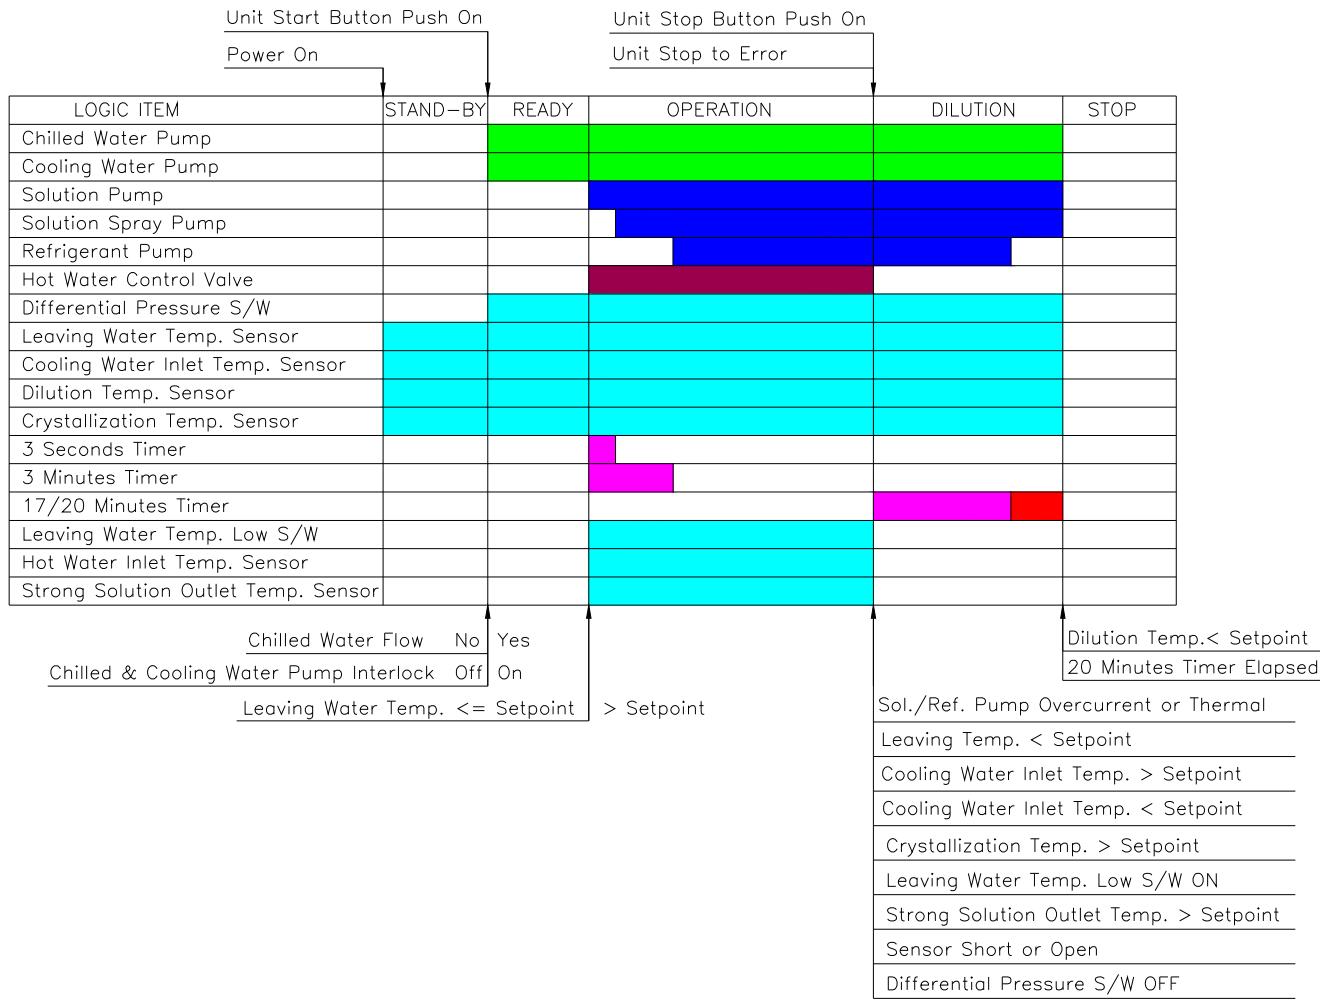 Unit Start Button Push On
Unit Stop Button Push On
Power On
Unit Stop to Error
LOGIC ITEM STAND-BY READY OPERATION DILUTION STOP
Chilled Water Pump
Cooling Water Pump
Solution Pump
Solution Spray Pump
Refrigerant Pump
Hot Water Control Valve
Differential Pressure S/W
Leaving Water Temp. Sensor
Cooling Water Inlet Temp. Sensor
Dilution Temp. Sensor
Crystallization Temp. Sensor
3 Seconds Timer
3 Minutes Timer
17/20 Minutes Timer
Leaving Water Temp. Low S/W
Hot Water Inlet Temp. Sensor
Strong Solution Outlet Temp. Sensor
Chilled Water Flow No Yes
Chilled & Cooling Water Pump Interlock Off On
Leaving Water Temp. <= Setpoint > Setpoint
Dilution Temp.< Setpoint
20 Minutes Timer Elapsed
Sol./Ref. Pump Overcurrent or Thermal
Leaving Temp. < Setpoint
Cooling Water Inlet Temp. > Setpoint
Cooling Water Inlet Temp. < Setpoint
Crystallization Temp. > Setpoint
Leaving Water Temp. Low S/W ON
Strong Solution Outlet Temp. > Setpoint
Sensor Short or Open
Differential Pressure S/W OFF